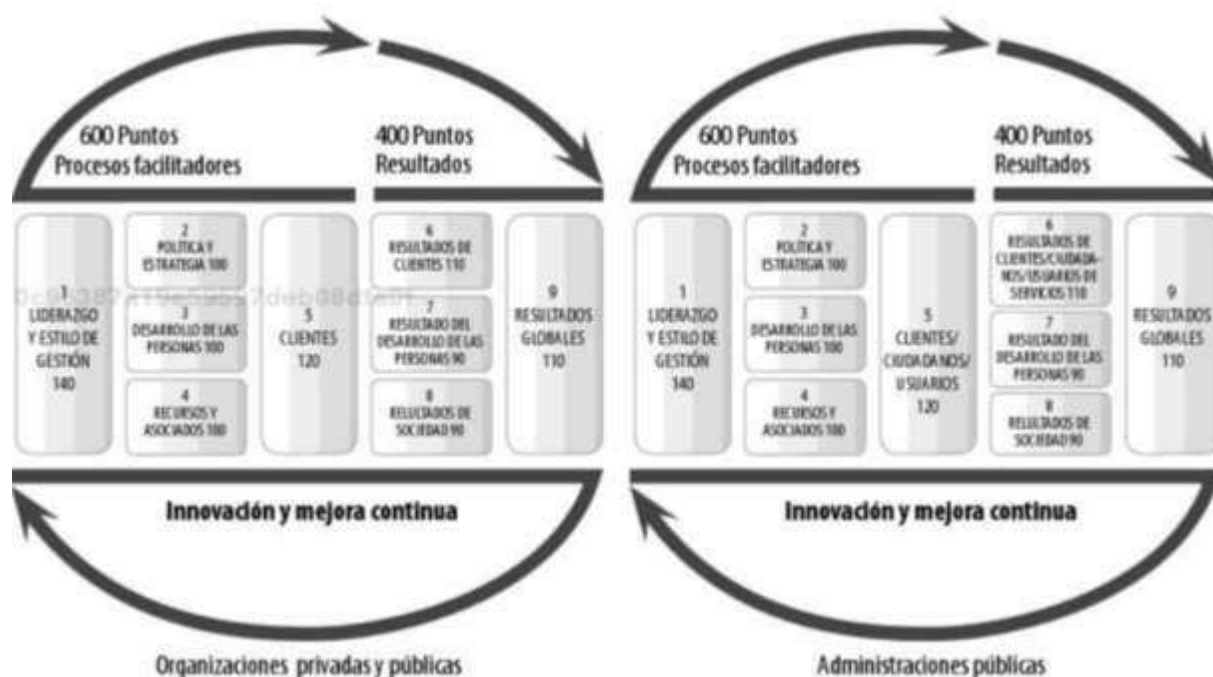 600 Puntos
Procesos facilitadores
400 Puntos
Resultados
1
LIDERAZGO
Y ESTILO DE
GESTIÓN
140
2
POLÍTICA Y
ESTRATEGIA 100
3
DESARROLLO DE LAS
PERSONAS 100
4
RECURSOS Y
ASOCIADOS 100
5
CLIENTES
120
6
RESULTADOS DE
CLIENTES 110
7
RESULTADO DEL
DESARROLLO DE LAS
PERSONAS 90
8
RELULTADOS DE
SOCIEDAD 90
9
RESULTADOS
GLOBALES
110
Innovación y mejora continua
Organizaciones privadas y públicas
600 Puntos
Procesos facilitadores
400 Puntos
Resultados
1
LIDERAZGO
Y ESTILO DE
GESTIÓN
140
2
POLÍTICA Y
ESTRATEGIA 100
3
DESARROLLO DE LAS
PERSONAS 100
4
RECURSOS Y
ASOCIADOS 100
5
CLIENTES/
CIUDADANOS/
USUARIOS
120
6
RESULTADOS DE
CLIENTES/CIUDADA-
NOS/USUARIOS DE
SERVICIOS 110
7
RESULTADO DEL
DESARROLLO DE LAS
PERSONAS 90
8
RELULTADOS DE
SOCIEDAD 90
9
RESULTADOS
GLOBALES
110
Innovación y mejora continua
Administraciones públicas